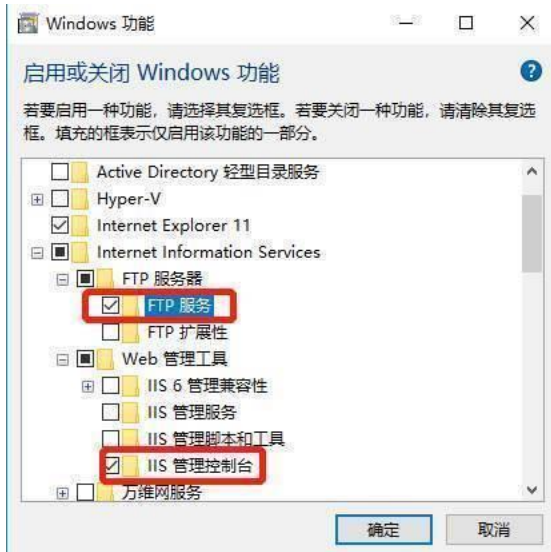 Windows 功能
启用或关闭 Windows 功能
若要启用一种功能，请选择其复选框。若要关闭一种功能，请清除其复选
框。填充的框表示仅启用该功能的一部分。
Active Directory 轻型目录服务
Hyper-V
Internet Explorer 11
Internet Information Services
FTP 服务器
FTP 服务
FTP 扩展性
Web 管理工具
IIS 6 管理兼容性
IIS 管理服务
IIS 管理脚本和工具
IIS 管理控制台
万维网服务
确定 取消